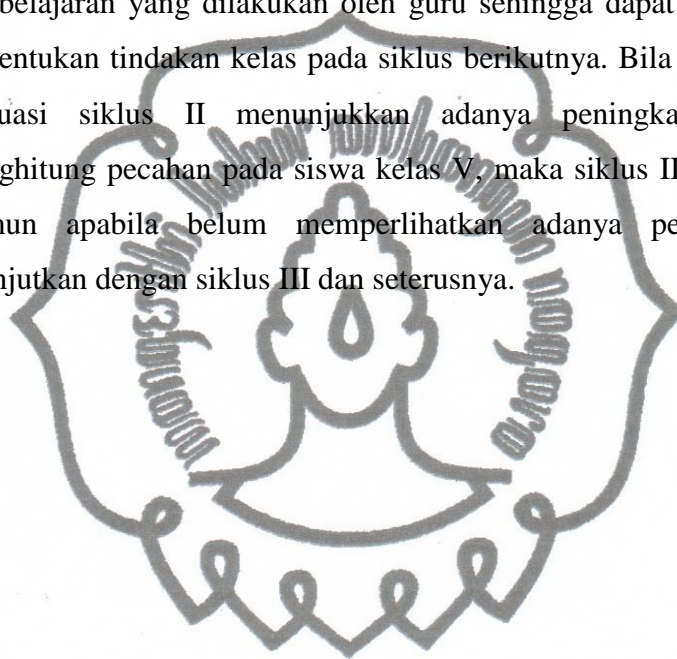 belajaran yang dilakukan oleh guru sehingga dapat
entukan tindakan kelas pada siklus berikutnya. Bila
uasi siklus II menunjukkan adanya peningka
ghitung pecahan pada siswa kelas V, maka siklus II
un apabila belum memperlihatkan adanya pe
njutkan dengan siklus III dan seterusnya.